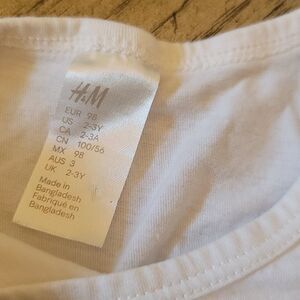 H&M
EUR 98
US 2-3Y
CA 2-3A
CN 100/56
MX 98
AUS 3
UK 2-3Y
Made in
Bangladesh
Fabriqué en
Bangladesh